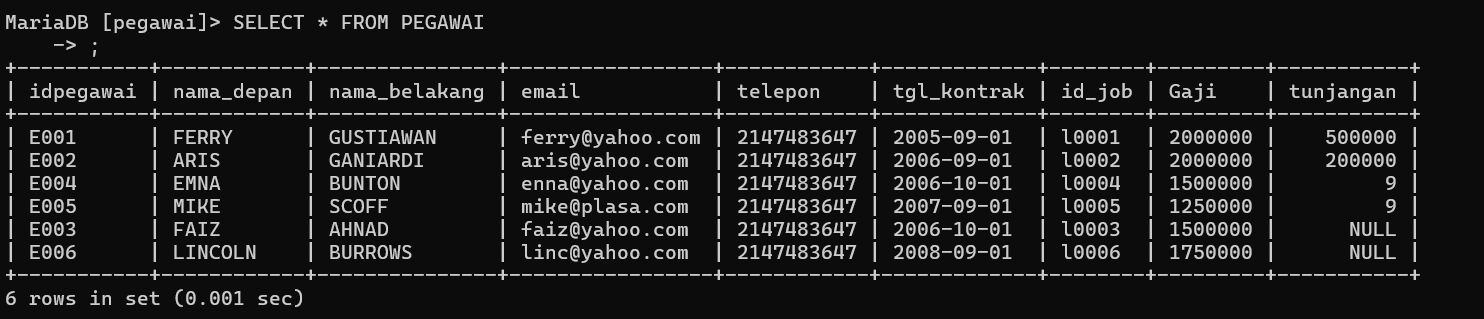 MariaDB [pegawai]> SELECT * FROM PEGAWAI
    -> ;
+-----------+------------+---------------+-----------------+------------+-------------+--------+---------+-----------+
| idpegawai | nama_depan | nama_belakang | email           | telepon    | tgl_kontrak | id_job | Gaji    | tunjangan |
+-----------+------------+---------------+-----------------+------------+-------------+--------+---------+-----------+
| E001      | FERRY      | GUSTIAWAN     | ferry@yahoo.com | 2147483647 | 2005-09-01  | l0001  | 2000000 |    500000 |
| E002      | ARIS       | GANIARDI      | aris@yahoo.com  | 2147483647 | 2006-09-01  | l0002  | 2000000 |    200000 |
| E004      | EMNA       | BUNTON        | enna@yahoo.com  | 2147483647 | 2006-10-01  | l0004  | 1500000 |         9 |
| E005      | MIKE       | SCOFF         | mike@plasa.com  | 2147483647 | 2007-09-01  | l0005  | 1250000 |         9 |
| E003      | FAIZ       | AHNAD         | faiz@yahoo.com  | 2147483647 | 2006-10-01  | l0003  | 1500000 |      NULL |
| E006      | LINCOLN    | BURROWS       | linc@yahoo.com  | 2147483647 | 2008-09-01  | l0006  | 1750000 |      NULL |
+-----------+------------+---------------+-----------------+------------+-------------+--------+---------+-----------+
6 rows in set (0.001 sec)